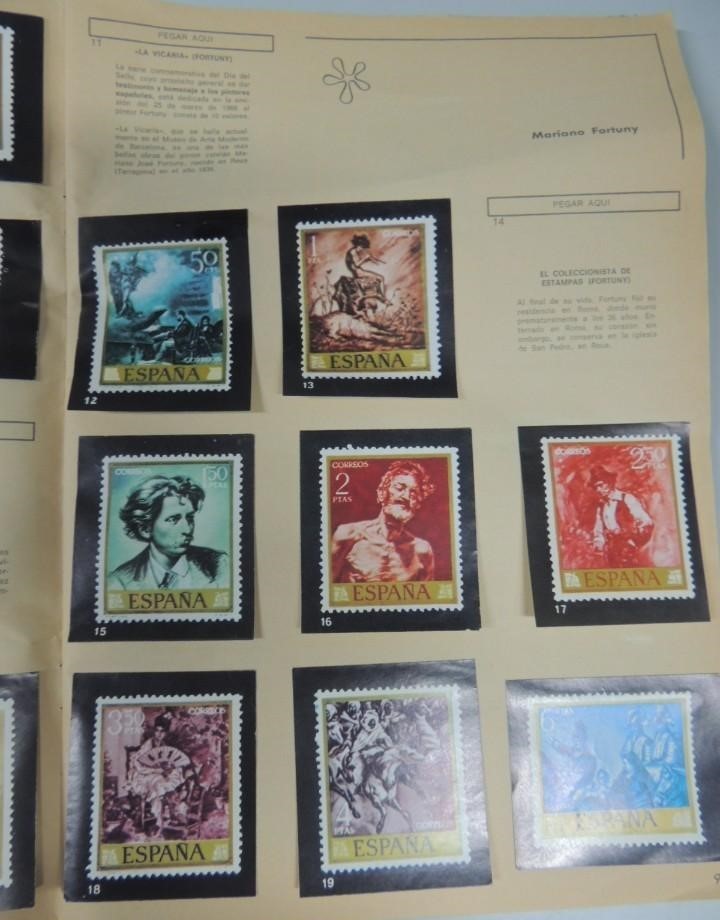 11
PEGAR AQUI
«LA VICARIA» (FORTUNY)
La serie conmemorativa del Día del
Sello, cuyo propósito general es dar
testimonio y homenaje a los pintores
españoles, está dedicada en la emi-
sión del 25 de marzo de 1968 al
pintor Fortuny consta de 10 valores.
«La Vicaría», que se halla actual-
mente en el Museo de Arte Moderno
de Barcelona, es una de las más
bellas obras del pintor catalán Ma-
riano José Fortuny, nacido en Reus
(Tarragona) en el año 1838.
Mariano Fortuny
PEGAR AQUI
14
EL COLECCIONISTA DE
ESTAMPAS (FORTUNY)
Al final de su vida, Fortuny fijó su
residencia en Roma, donde murió
prematuramente a los 36 años. En-
terrado en Roma, su corazón sin
embargo, se conserva en la iglesia
de San Pedro, en Reus.
50
CTS
CORREOS
ESPAÑA
12
1
PTA
CORREOS
ESPAÑA
13
CORREOS
1,50
PTAS
ESPAÑA
15
CORREOS
2
PTAS
ESPAÑA
16
CORREOS
2,50
PTAS
ESPAÑA
17
3,50
PTAS
CORREOS
ESPAÑA
18
4
PTAS
CORREOS
ESPAÑA
19
6
PTAS
ESPAÑA
9